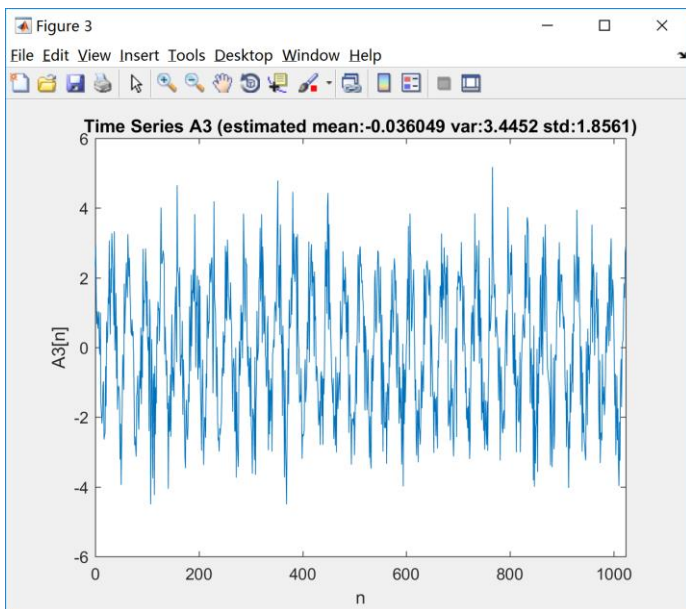 Figure 3
File Edit View Insert Tools Desktop Window Help
Time Series A3 (estimated mean:-0.036049 var:3.4452 std:1.8561)
6
4
2
0
-2
-4
-6
A3[n]
0 200 400 600 800 1000
n